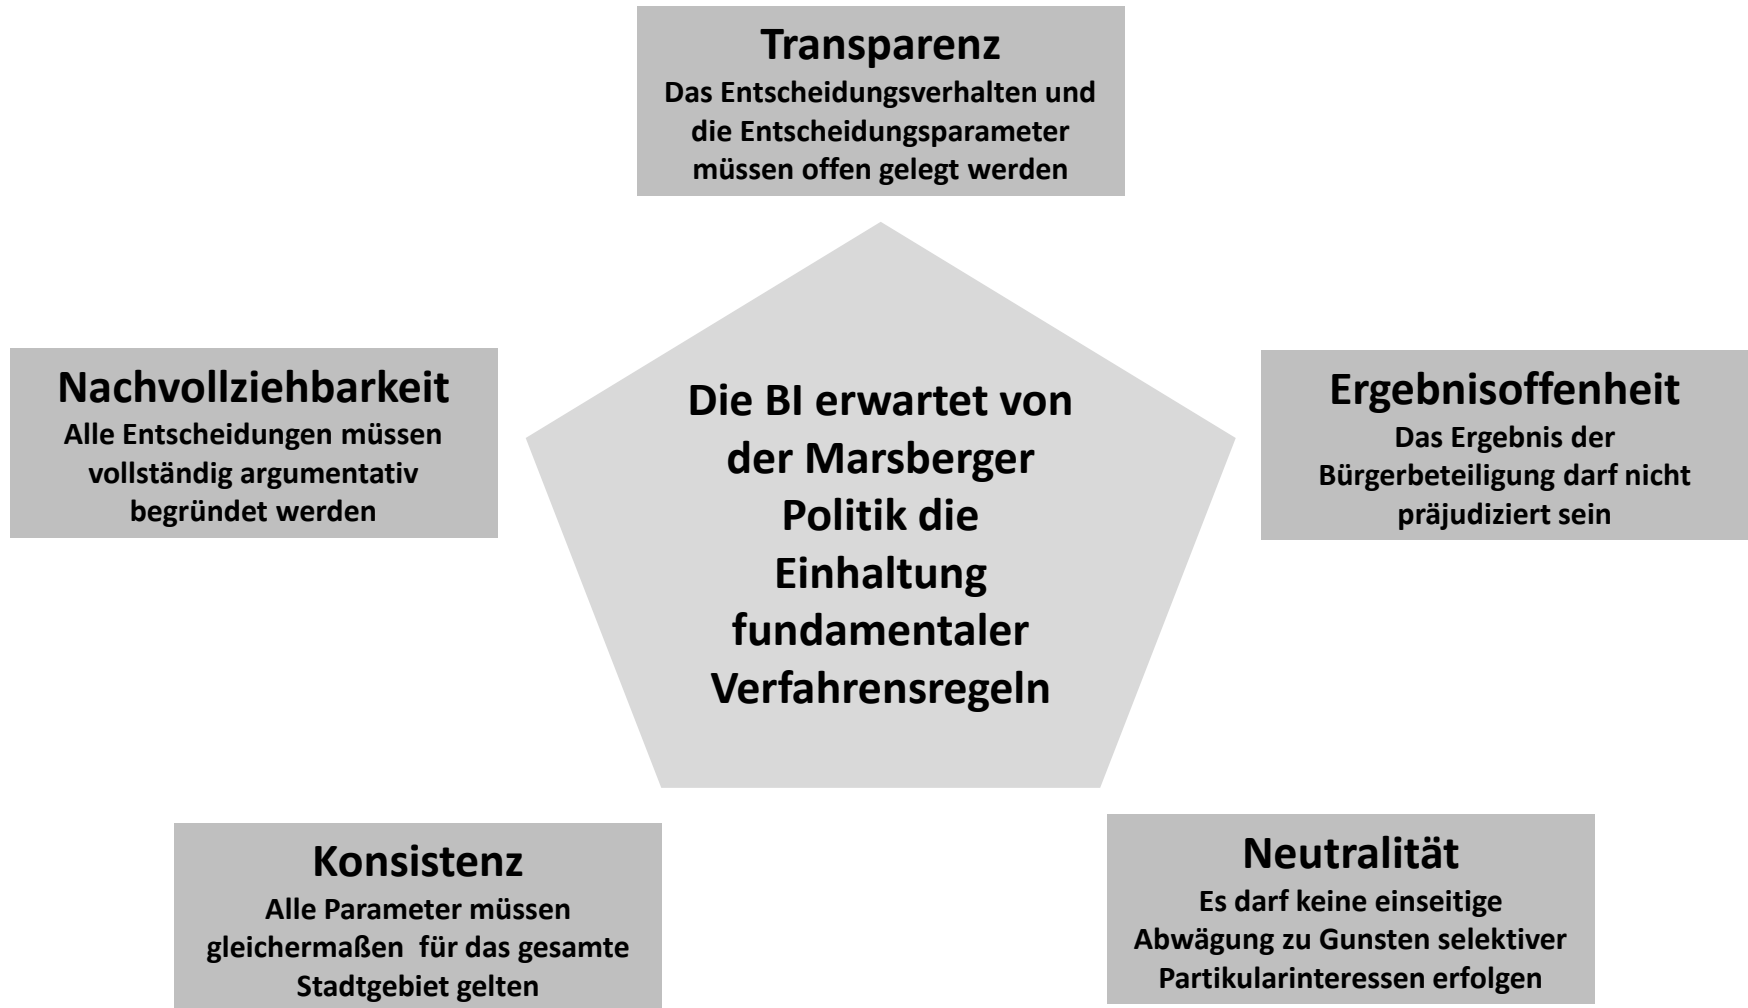 Transparenz
Das Entscheidungsverhalten und
die Entscheidungsparameter
müssen offen gelegt werden
Nachvollziehbarkeit
Alle Entscheidungen müssen
vollständig argumentativ
begründet werden
Die BI erwartet von
der Marsberger
Politik die
Einhaltung
fundamentaler
Verfahrensregeln
Ergebnisoffenheit
Das Ergebnis der
Bürgerbeteiligung darf nicht
präjudiziert sein
Konsistenz
Alle Parameter müssen
gleichermaßen für das gesamte
Stadtgebiet gelten
Neutralität
Es darf keine einseitige
Abwägung zu Gunsten selektiver
Partikularinteressen erfolgen